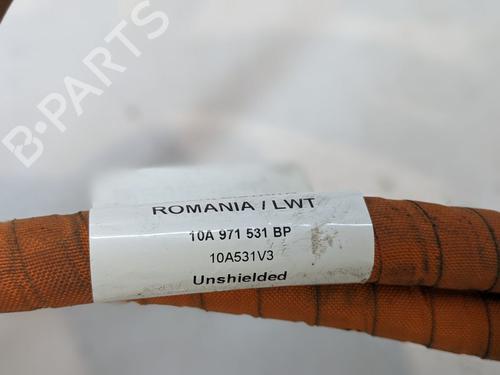 B-PARTS
ROMANIA / LWT
10A 971 531 BP
10A531V3
Unshielded